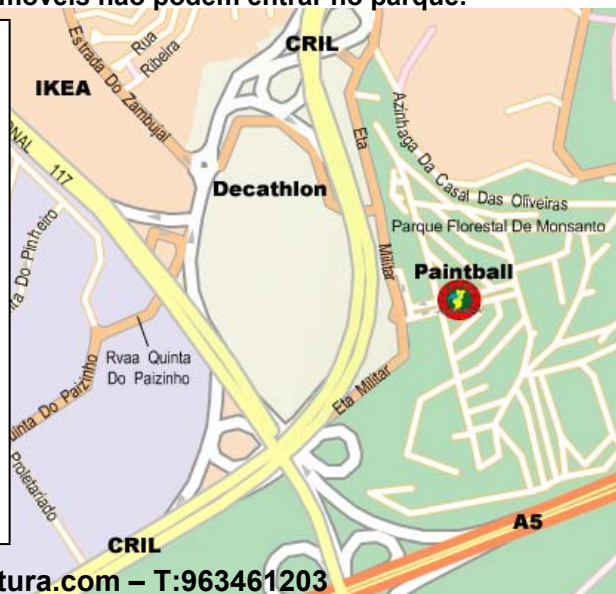 móveis não podem entrar no parque.
CRIL
Rua
Ribeira
Estrada Do Zambujal
IKEA
Eta
Azinhaga Da Casal Das Oliveiras
NAL 117
Decathlon
Parque Florestal De Monsanto
ta Do Pinheiro
Militar
Paintball
Rvaa Quinta
Do Paizinho
uinta Do Paizinho
Eta Militar
Proletariado
A5
CRIL
tura.com – T:963461203